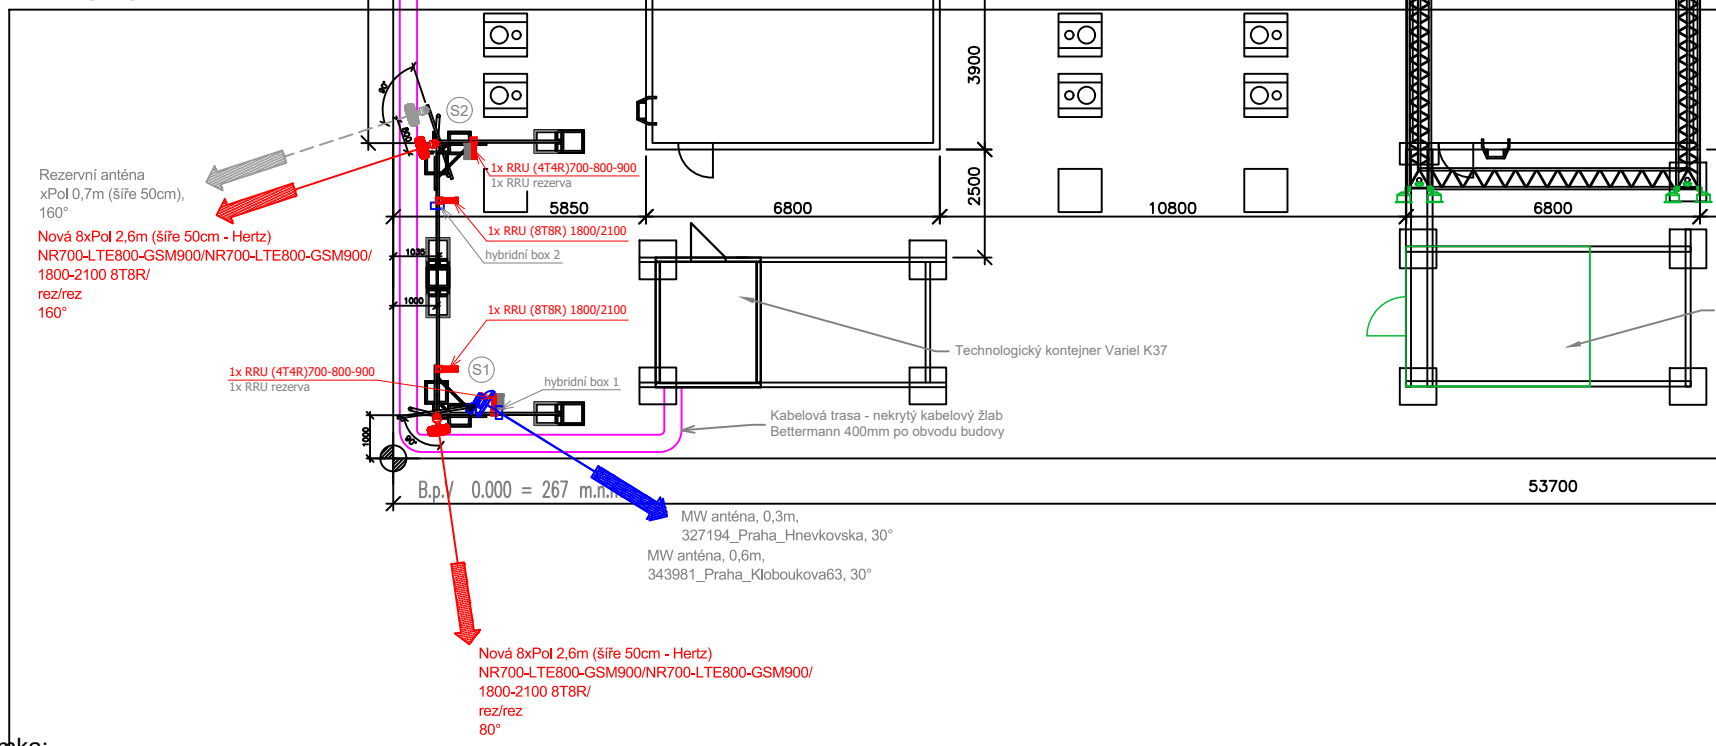 3900
80°
600
S2
1x RRU (4T4R)700-800-900
1x RRU rezerva
Rezervní anténa
xPol 0,7m (šíře 50cm),
160°
2500
5850
6800
10800
6800
Nová 8xPol 2,6m (šíře 50cm - Hertz)
NR700-LTE800-GSM900/NR700-LTE800-GSM900/
1800-2100 8T8R/
rez/rez
160°
1x RRU (8T8R) 1800/2100
hybridní box 2
1035
1000
1x RRU (8T8R) 1800/2100
Technologický kontejner Variel K37
1x RRU (4T4R)700-800-900
1x RRU rezerva
S1
hybridní box 1
Kabelová trasa - nekrytý kabelový žlab
Bettermann 400mm po obvodu budovy
1000
90°
B.p.V 0.000 = 267 m.n.m
53700
MW anténa, 0,3m,
327194_Praha_Hnevkovska, 30°
MW anténa, 0,6m,
343981_Praha_Kloboukova63, 30°
Nová 8xPol 2,6m (šíře 50cm - Hertz)
NR700-LTE800-GSM900/NR700-LTE800-GSM900/
1800-2100 8T8R/
rez/rez
80°